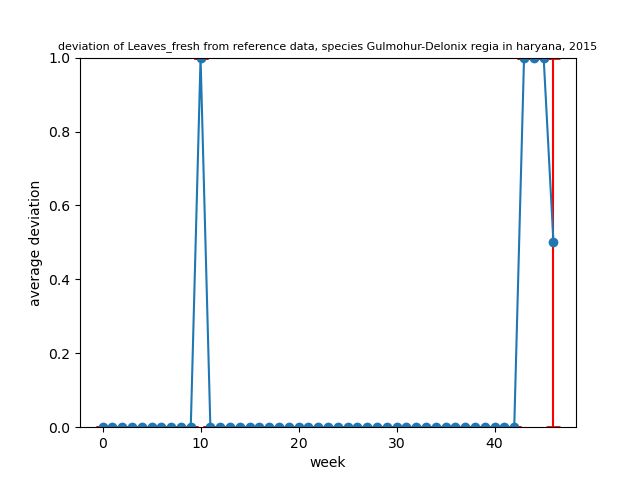 deviation of Leaves_fresh from reference data, species Gulmohur-Delonix regia in haryana, 2015
1.0
0.8
0.6
0.4
0.2
0.0
average deviation
0 10 20 30 40
week